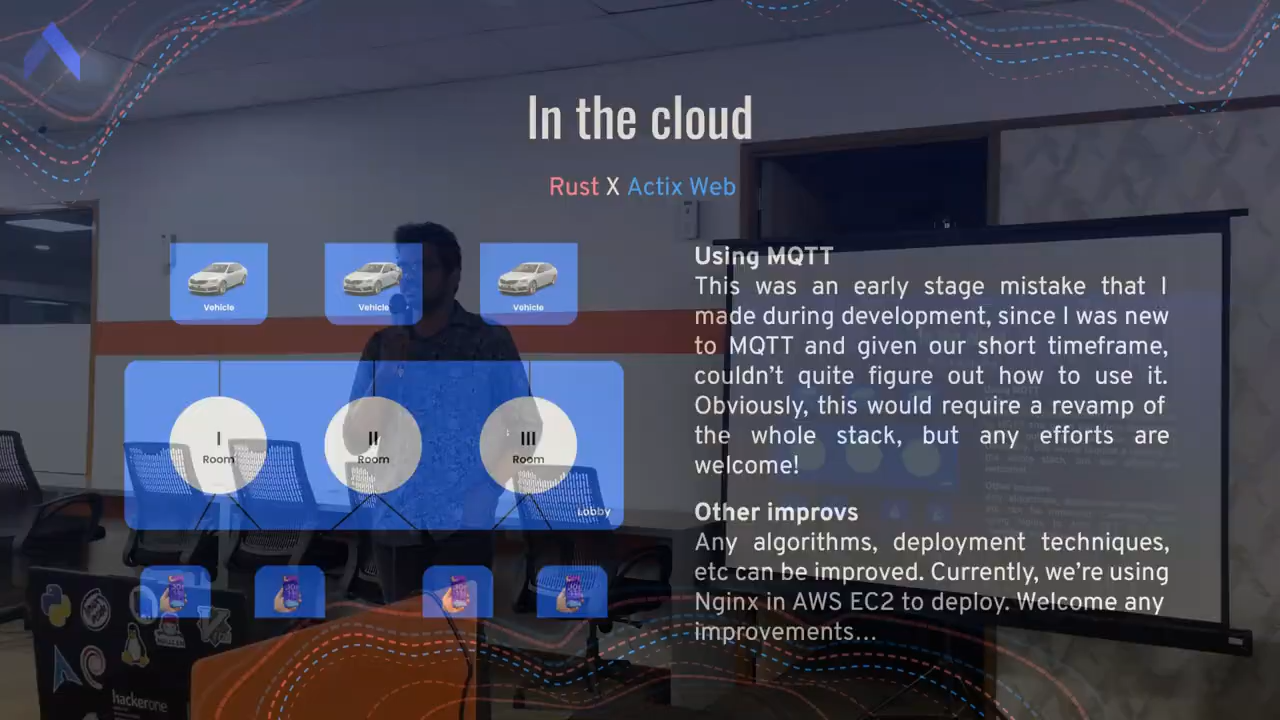 In the cloud
Rust X Actix Web
Vehicle
Vehicle
Vehicle
I
Room
II
Room
III
Room
Lobby
Using MQTT
This was an early stage mistake that I
made during development, since I was new
to MQTT and given our short timeframe,
couldn't quite figure out how to use it.
Obviously, this would require a revamp of
the whole stack, but any efforts are
welcome!
Other improvs
Any algorithms, deployment techniques,
etc can be improved. Currently, we're using
Nginx in AWS EC2 to deploy. Welcome any
improvements...
hackerone